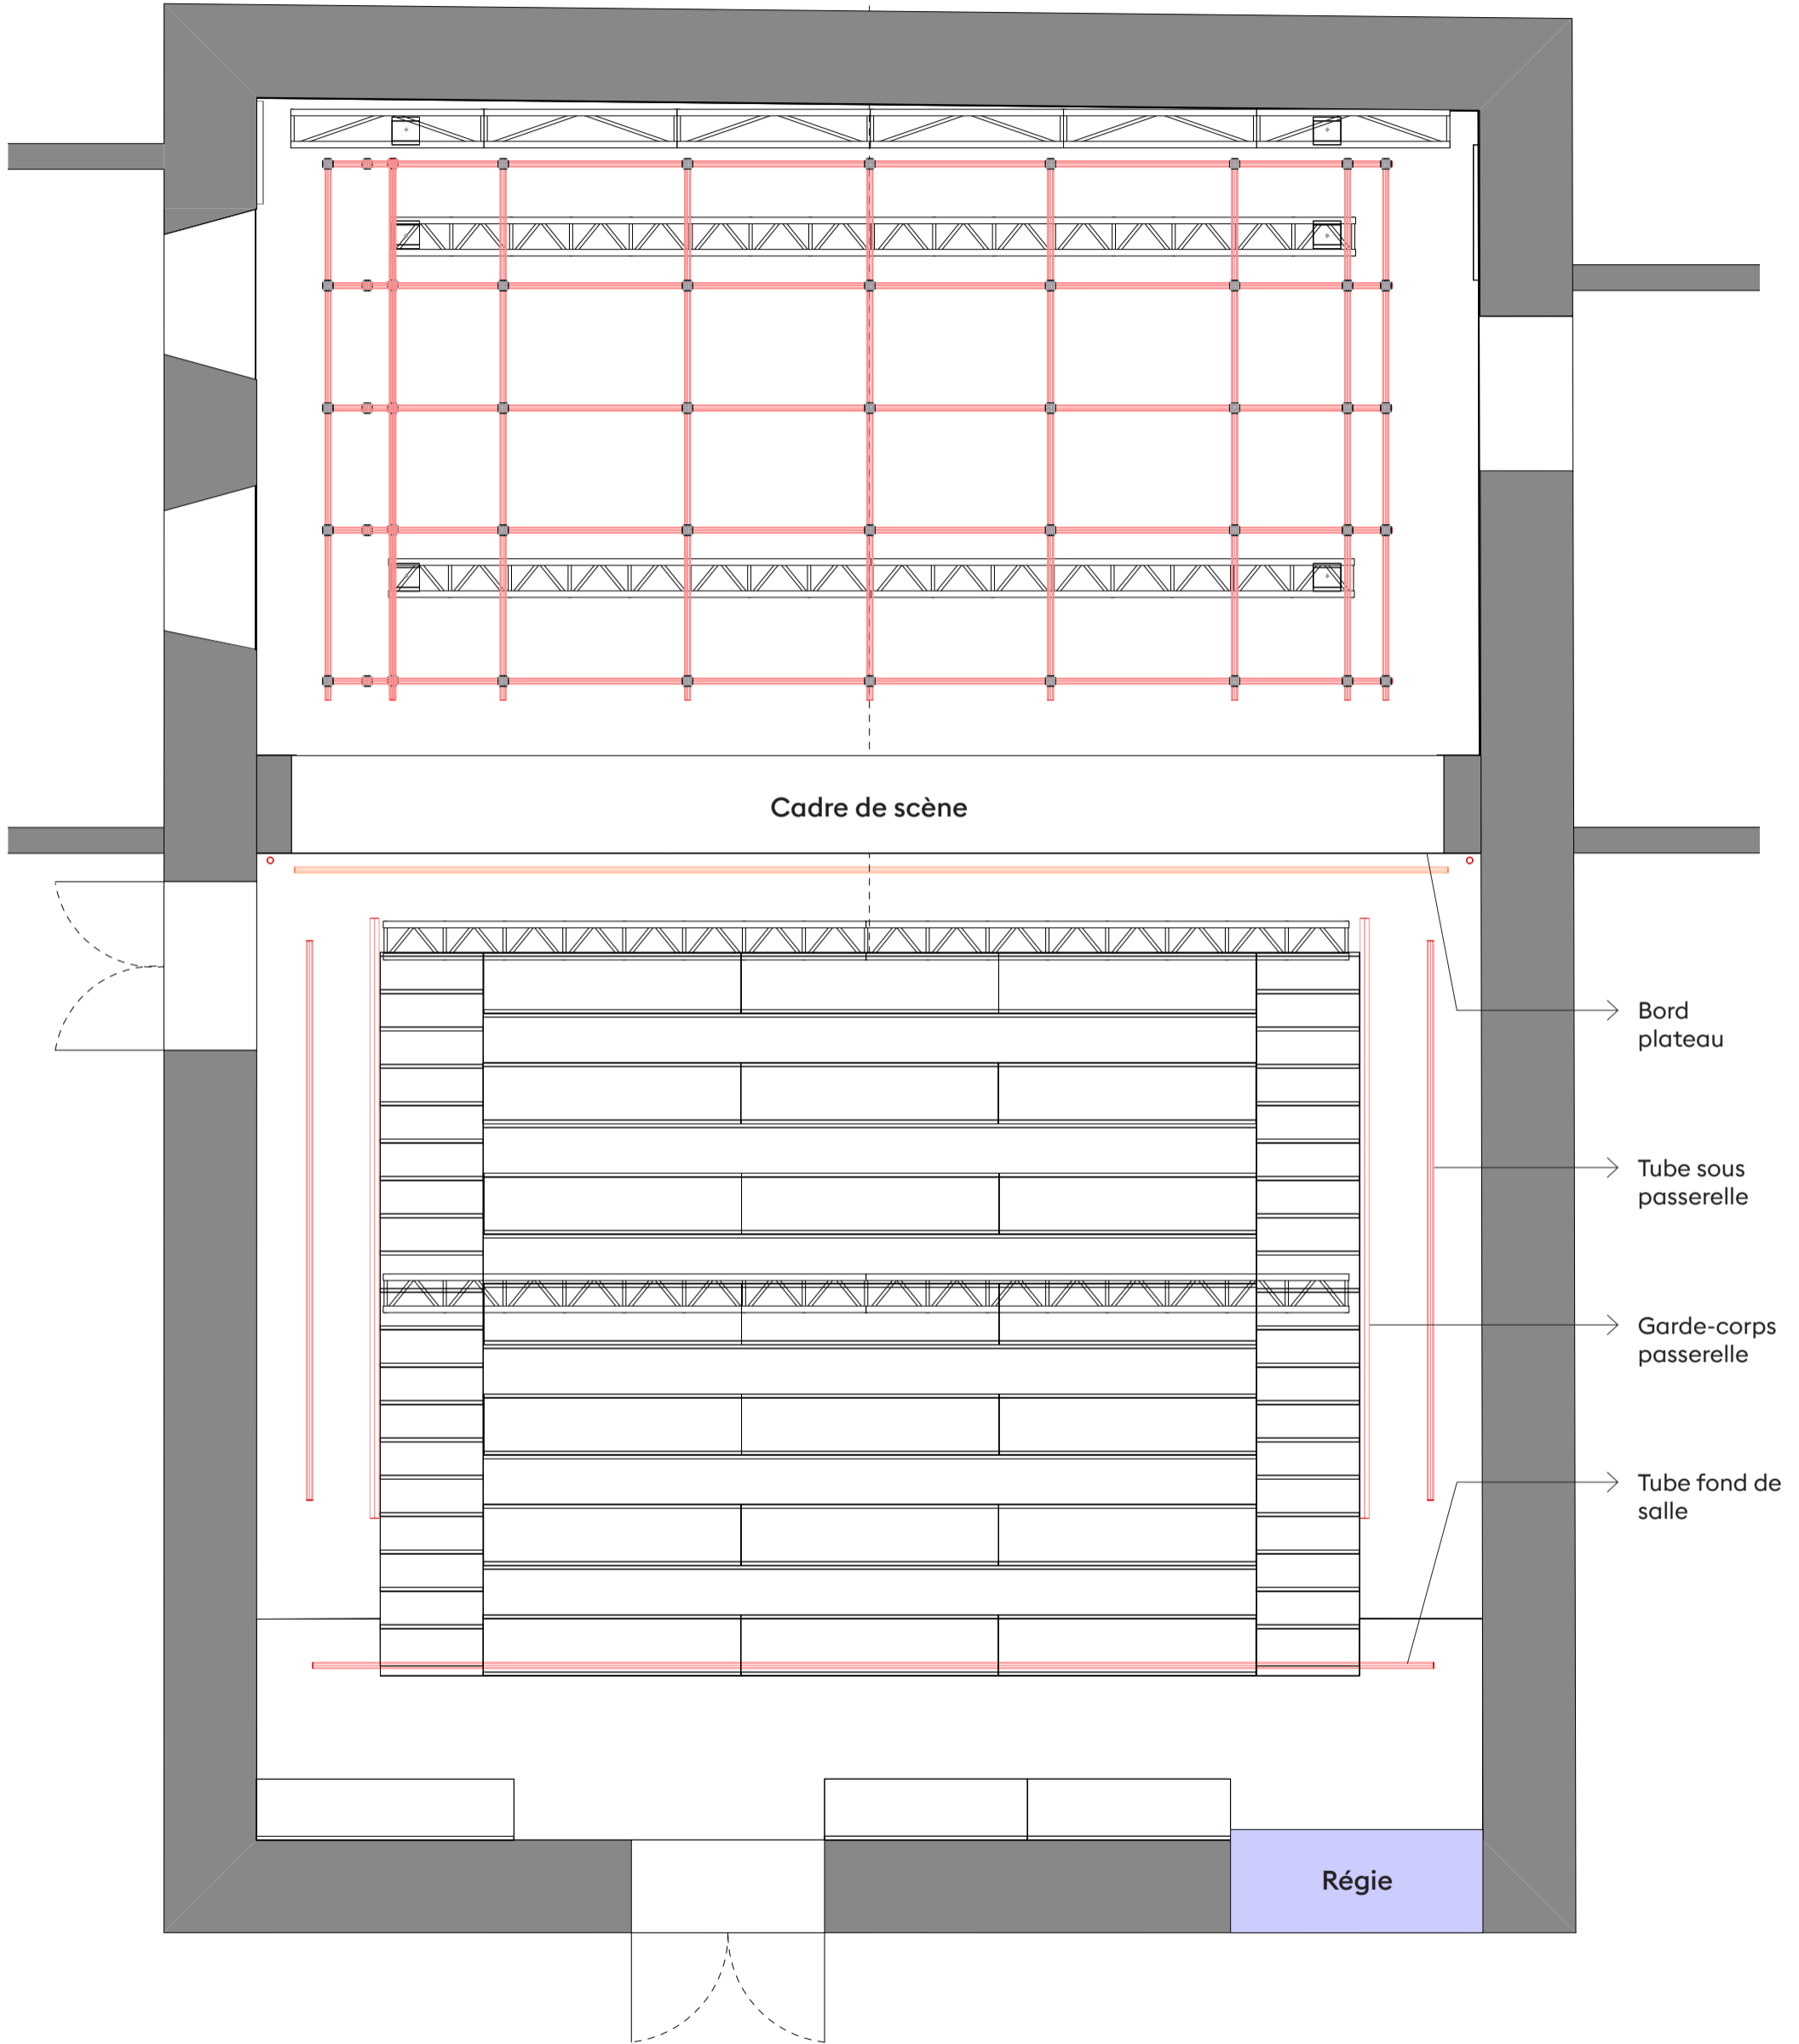 Cadre de scène
Bord
plateau
Tube sous
passerelle
Garde-corps
passerelle
Tube fond de
salle
Régie